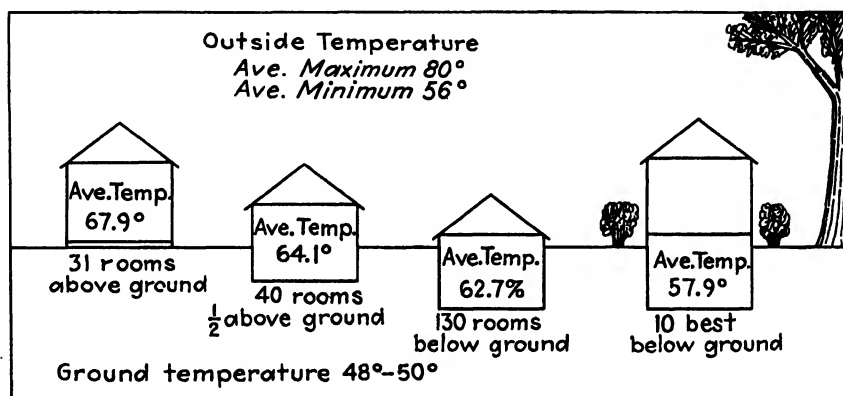 Outside Temperature
Ave. Maximum 80°
Ave. Minimum 56°
Ave.Temp.
67.9°
31 rooms
above ground
Ave.Temp.
64.1°
40 rooms
½ above ground
Ave.Temp.
62.7%
130 rooms
below ground
Ave.Temp.
57.9°
10 best
below ground
Ground temperature 48°-50°